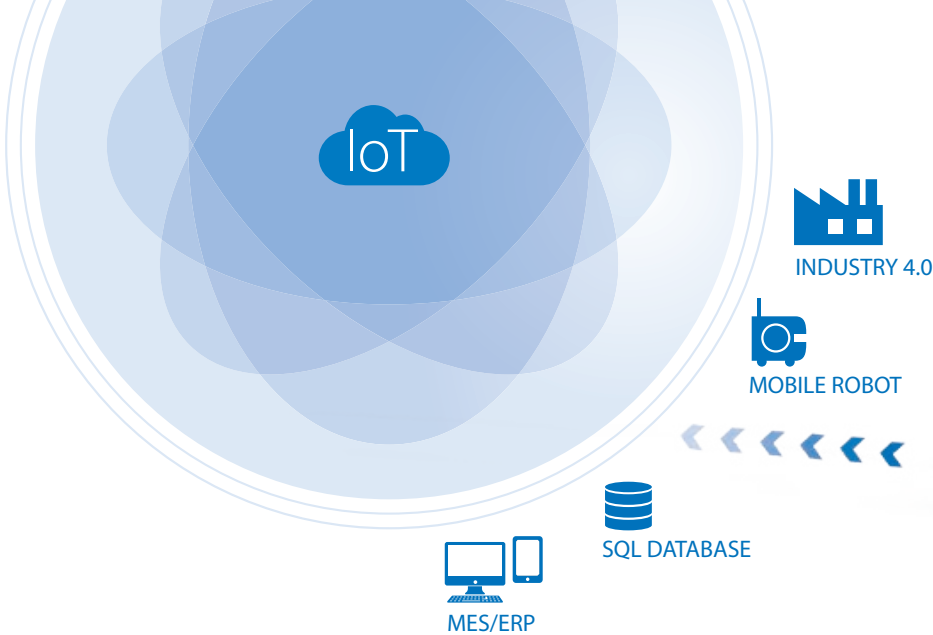 IoT
INDUSTRY 4.0
MOBILE ROBOT
SQL DATABASE
MES/ERP